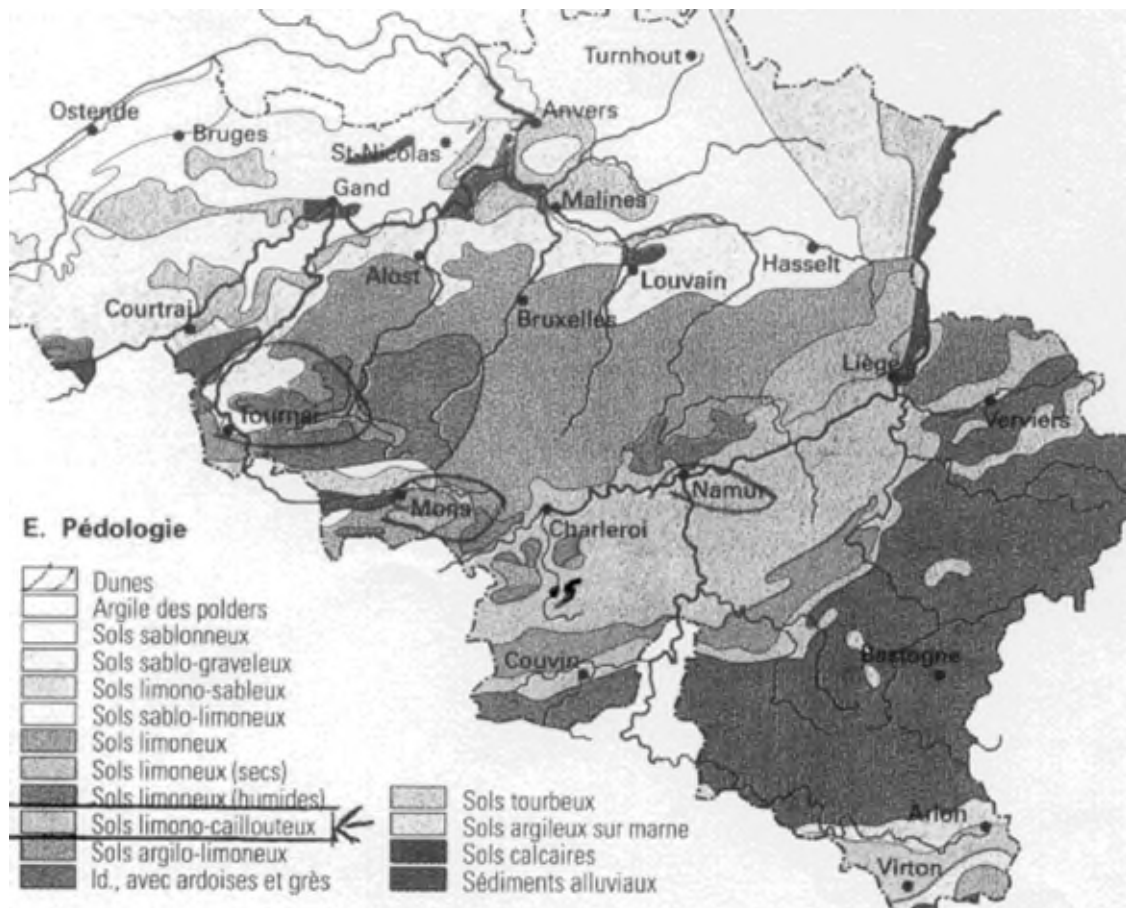 Turnhout
Ostende
Anvers
Bruges
St-Nicolas
Gand
Malines
Alost
Hasselt
Louvain
Courtrai
Bruxelles
Liège
Tournai
Verviers
Namur
Mons
Charleroi
E. Pédologie
Dunes
Argile des polders
Sols sablonneux
Sols sablo-graveleux
Couvin
Bastogne
Sols limono-sableux
Sols sablo-limoneux
Sols limoneux
Sols limoneux (secs)
Sols limoneux (humides)
Sols limono-caillouteux
Sols argilo-limoneux
Id., avec ardoises et grès
Sols tourbeux
Sols argileux sur marne
Sols calcaires
Sédiments alluviaux
Arlon
Virton